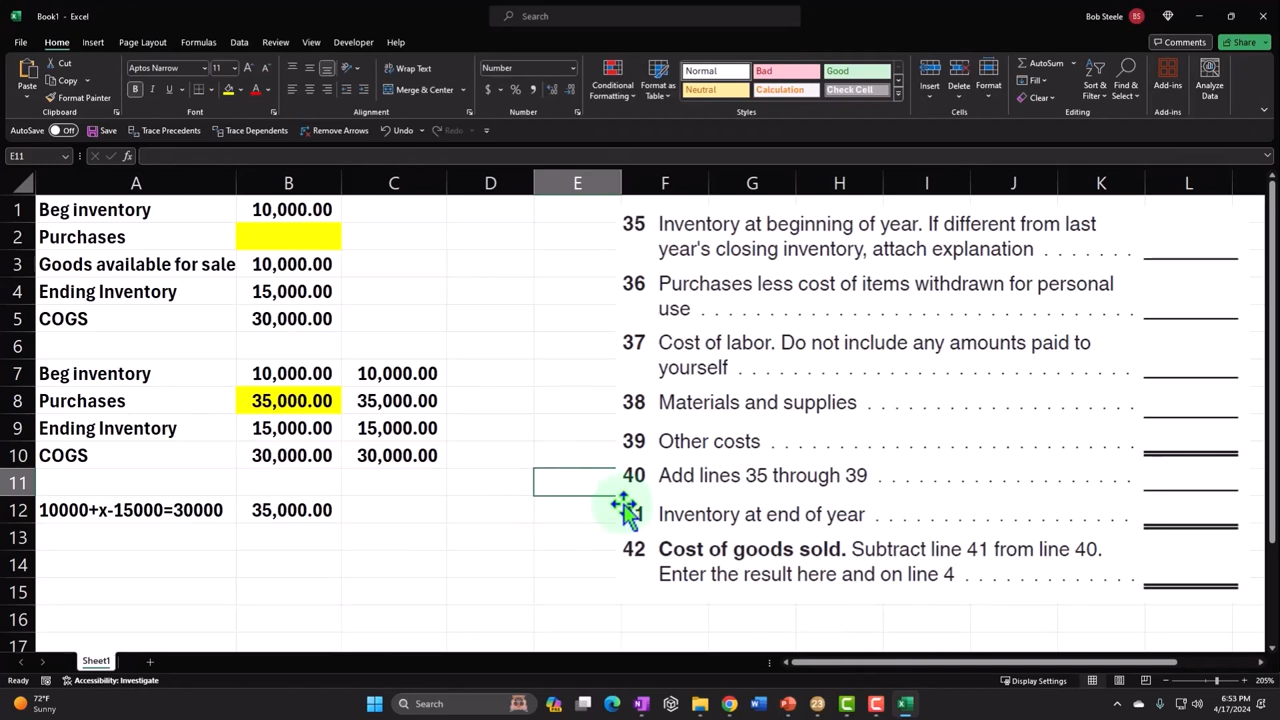 Book1 - Excel
Search
Bob Steele BS
File Home Insert Page Layout Formulas Data Review View Developer Help
Comments Share
Paste
Cut
Copy
Format Painter
Clipboard
Aptos Narrow 11
B I U
Font
Wrap Text
Merge & Center
Alignment
Number
$ % 9
Number
Conditional Formatting
Format as Table
Normal Bad Good
Neutral Calculation Check Cell
Styles
Insert Delete Format
Cells
AutoSum
Fill
Clear
Sort & Filter
Find & Select
Editing
Add-ins
Add-ins
Analyze Data
AutoSave Off Save Trace Precedents Trace Dependents Remove Arrows Undo Redo
E11 fx
A B C D E F G H I J K L
1 Beg inventory 10,000.00
2 Purchases
3 Goods available for sale 10,000.00
4 Ending Inventory 15,000.00
5 COGS 30,000.00
6
7 Beg inventory 10,000.00 10,000.00
8 Purchases 35,000.00 35,000.00
9 Ending Inventory 15,000.00 15,000.00
10 COGS 30,000.00 30,000.00
11
12 10000+x-15000=30000 35,000.00
13
14
15
16
17
35 Inventory at beginning of year. If different from last
year's closing inventory, attach explanation . . . . . . .
36 Purchases less cost of items withdrawn for personal
use . . . . . . . . . . . . . . . . . . . . . . . . . . .
37 Cost of labor. Do not include any amounts paid to
yourself . . . . . . . . . . . . . . . . . . . . . . . .
38 Materials and supplies . . . . . . . . . . . . . . . . .
39 Other costs . . . . . . . . . . . . . . . . . . . . . . .
40 Add lines 35 through 39 . . . . . . . . . . . . . . . .
Inventory at end of year . . . . . . . . . . . . . . . .
42 Cost of goods sold. Subtract line 41 from line 40.
Enter the result here and on line 4 . . . . . . . . . . .
Sheet1
Ready Accessibility: Investigate
Display Settings 205%
72°F
Sunny
Search
23
6:53 PM
4/17/2024